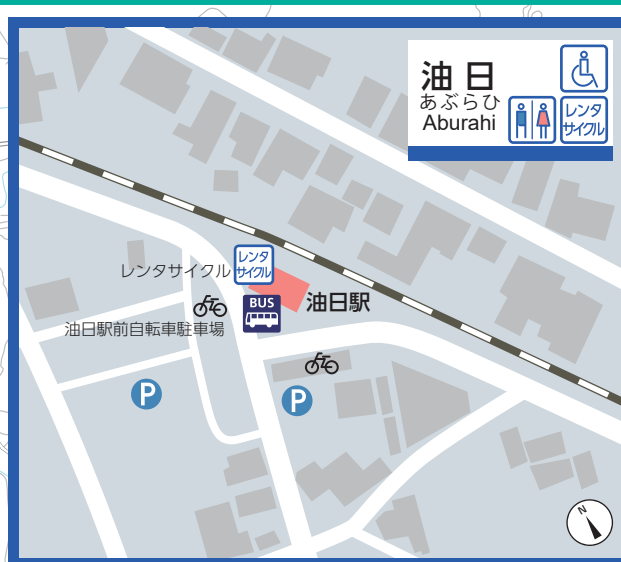 油日
あぶらひ
Aburahi
レンタ
サイクル
レンタ
サイクル
レンタサイクル
BUS
油日駅
油日駅前自転車駐車場
P
P
N